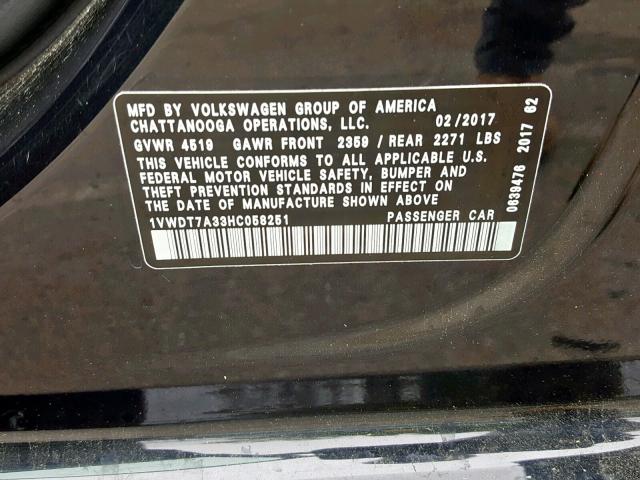 MFD BY VOLKSWAGEN GROUP OF AMERICA
CHATTANOOGA OPERATIONS, LLC. 02/2017
GVWR 4519 GAWR FRONT 2359 / REAR 2271 LBS
THIS VEHICLE CONFORMS TO ALL APPLICABLE U.S.
FEDERAL MOTOR VEHICLE SAFETY, BUMPER AND
THEFT PREVENTION STANDARDS IN EFFECT ON
THE DATE OF MANUFACTURE SHOWN ABOVE
1VWDT7A33HC058251 PASSENGER CAR
0639476 2017 62